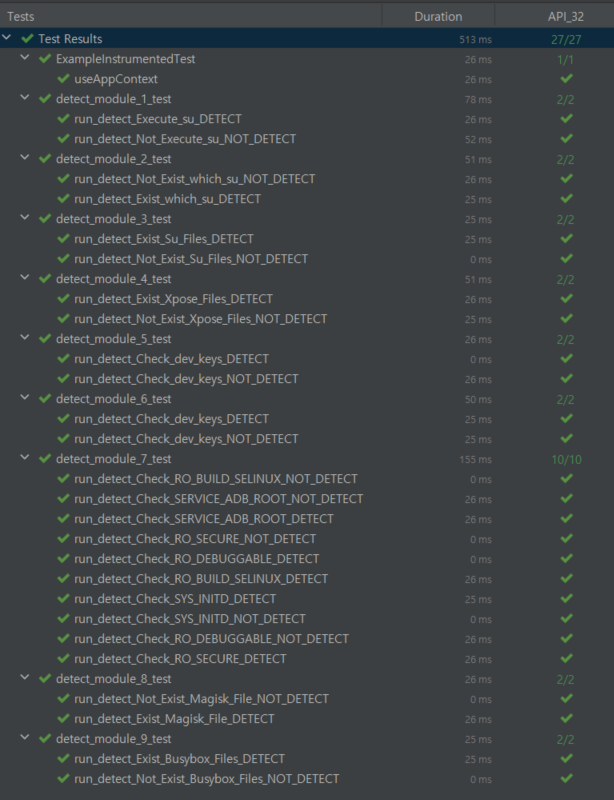 Tests Duration API_32
Test Results 513 ms 27/27
ExampleInstrumentedTest 26 ms 1/1
useAppContext 26 ms
detect_module_1_test 78 ms 2/2
run_detect_Execute_su_DETECT 26 ms
run_detect_Not_Execute_su_NOT_DETECT 52 ms
detect_module_2_test 51 ms 2/2
run_detect_Not_Exist_which_su_NOT_DETECT 26 ms
run_detect_Exist_which_su_DETECT 25 ms
detect_module_3_test 25 ms 2/2
run_detect_Exist_Su_Files_DETECT 25 ms
run_detect_Not_Exist_Su_Files_NOT_DETECT 0 ms
detect_module_4_test 51 ms 2/2
run_detect_Exist_Xpose_Files_DETECT 26 ms
run_detect_Not_Exist_Xpose_Files_NOT_DETECT 25 ms
detect_module_5_test 26 ms 2/2
run_detect_Check_dev_keys_DETECT 0 ms
run_detect_Check_dev_keys_NOT_DETECT 26 ms
detect_module_6_test 50 ms 2/2
run_detect_Check_dev_keys_DETECT 25 ms
run_detect_Check_dev_keys_NOT_DETECT 25 ms
detect_module_7_test 155 ms 10/10
run_detect_Check_RO_BUILD_SELINUX_NOT_DETECT 0 ms
run_detect_Check_SERVICE_ADB_ROOT_NOT_DETECT 26 ms
run_detect_Check_SERVICE_ADB_ROOT_DETECT 26 ms
run_detect_Check_RO_SECURE_NOT_DETECT 0 ms
run_detect_Check_RO_DEBUGGABLE_DETECT 0 ms
run_detect_Check_RO_BUILD_SELINUX_DETECT 26 ms
run_detect_Check_SYS_INITD_DETECT 25 ms
run_detect_Check_SYS_INITD_NOT_DETECT 0 ms
run_detect_Check_RO_DEBUGGABLE_NOT_DETECT 26 ms
run_detect_Check_RO_SECURE_DETECT 26 ms
detect_module_8_test 26 ms 2/2
run_detect_Not_Exist_Magisk_File_NOT_DETECT 0 ms
run_detect_Exist_Magisk_File_DETECT 26 ms
detect_module_9_test 25 ms 2/2
run_detect_Exist_Busybox_Files_DETECT 25 ms
run_detect_Not_Exist_Busybox_Files_NOT_DETECT 0 ms